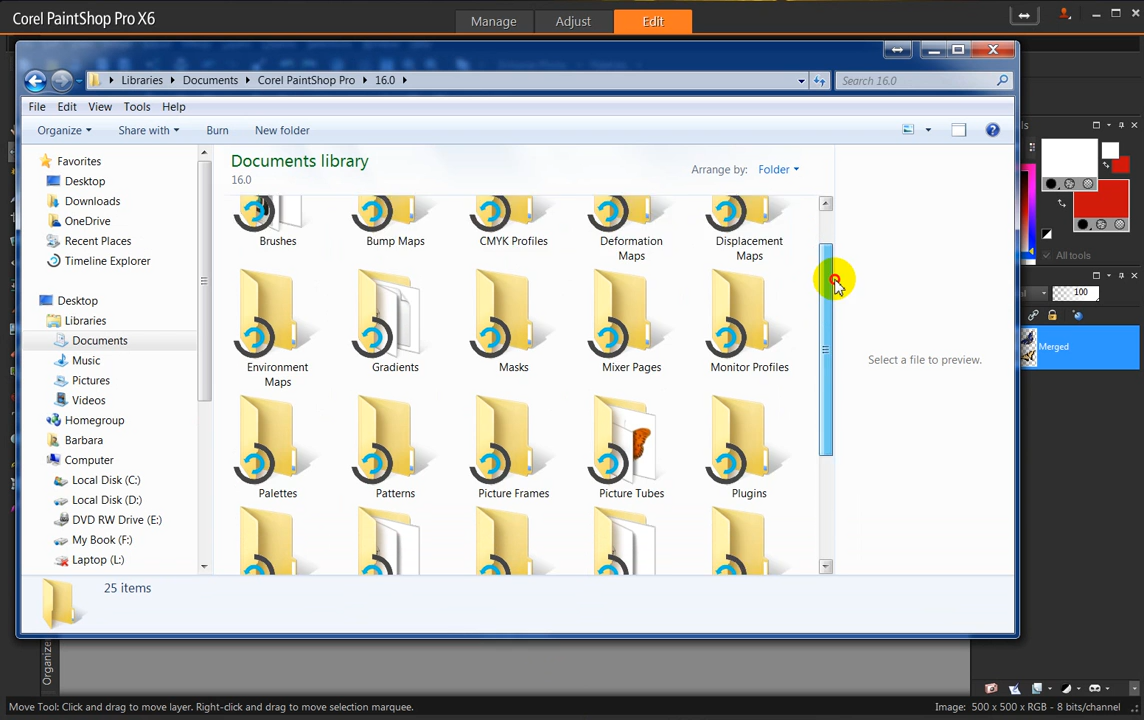 Corel PaintShop Pro X6
Manage Adjust Edit
Libraries Documents Corel PaintShop Pro 16.0
Search 16.0
File Edit View Tools Help
Organize Share with Burn New folder
Favorites
Desktop
Downloads
OneDrive
Recent Places
Timeline Explorer
Desktop
Libraries
Documents
Music
Pictures
Videos
Homegroup
Barbara
Computer
Local Disk (C:)
Local Disk (D:)
DVD RW Drive (E:)
My Book (F:)
Laptop (L:)
Documents library
16.0
Arrange by: Folder
Brushes Bump Maps CMYK Profiles Deformation Maps Displacement Maps
Environment Maps Gradients Masks Mixer Pages Monitor Profiles
Palettes Patterns Picture Frames Picture Tubes Plugins
Select a file to preview.
25 items
All tools
100
Merged
Organize
Move Tool: Click and drag to move layer. Right-click and drag to move selection marquee.
Image: 500 x 500 x RGB - 8 bits/channel